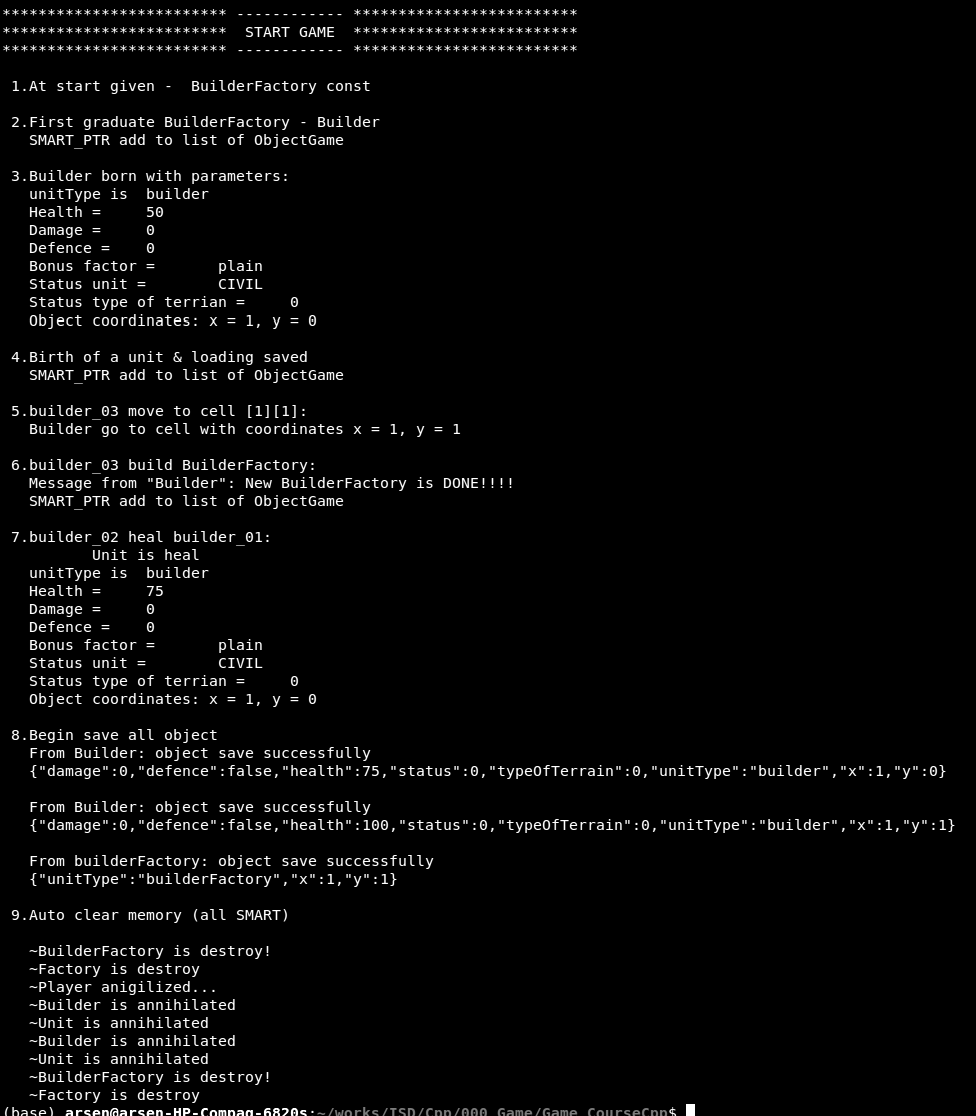 ************************* ------------ *************************
*************************  START GAME  *************************
************************* ------------ *************************
1.At start given -  BuilderFactory const
2.First graduate BuilderFactory - Builder
SMART_PTR add to list of ObjectGame
3.Builder born with parameters:
unitType is  builder
Health =     50
Damage =     0
Defence =    0
Bonus factor =       plain
Status unit =        CIVIL
Status type of terrian =     0
Object coordinates: x = 1, y = 0
4.Birth of a unit & loading saved
SMART_PTR add to list of ObjectGame
5.builder_03 move to cell [1][1]:
Builder go to cell with coordinates x = 1, y = 1
6.builder_03 build BuilderFactory:
Message from "Builder": New BuilderFactory is DONE!!!!
SMART_PTR add to list of ObjectGame
7.builder_02 heal builder_01:
Unit is heal
unitType is  builder
Health =     75
Damage =     0
Defence =    0
Bonus factor =       plain
Status unit =        CIVIL
Status type of terrian =     0
Object coordinates: x = 1, y = 0
8.Begin save all object
From Builder: object save successfully
{"damage":0,"defence":false,"health":75,"status":0,"typeOfTerrain":0,"unitType":"builder","x":1,"y":0}
From Builder: object save successfully
{"damage":0,"defence":false,"health":100,"status":0,"typeOfTerrain":0,"unitType":"builder","x":1,"y":1}
From builderFactory: object save successfully
{"unitType":"builderFactory","x":1,"y":1}
9.Auto clear memory (all SMART)
~BuilderFactory is destroy!
~Factory is destroy
~Player anigilized...
~Builder is annihilated
~Unit is annihilated
~Builder is annihilated
~Unit is annihilated
~BuilderFactory is destroy!
~Factory is destroy
(base) arsen@arsen-HP-Compaq-6820s:~/works/ISD/Cpp/000_Game/Game_CourseCpp$